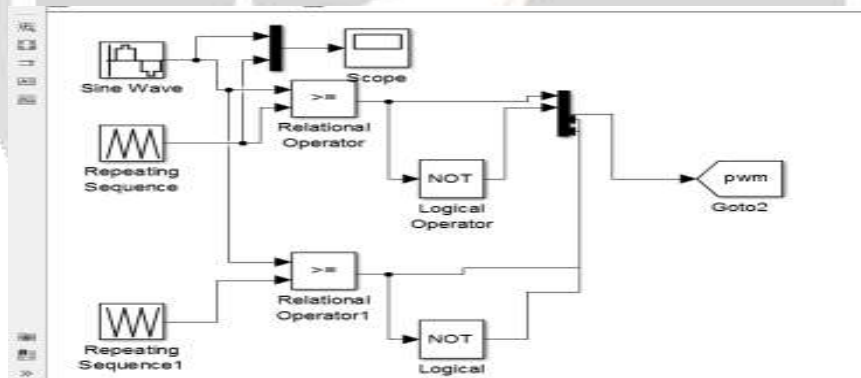 Sine Wave
Scope
>=
Relational
Operator
Repeating
Sequence
NOT
Logical
Operator
pwm
Goto2
>=
Relational
Operator1
Repeating
Sequence1
NOT
Logical